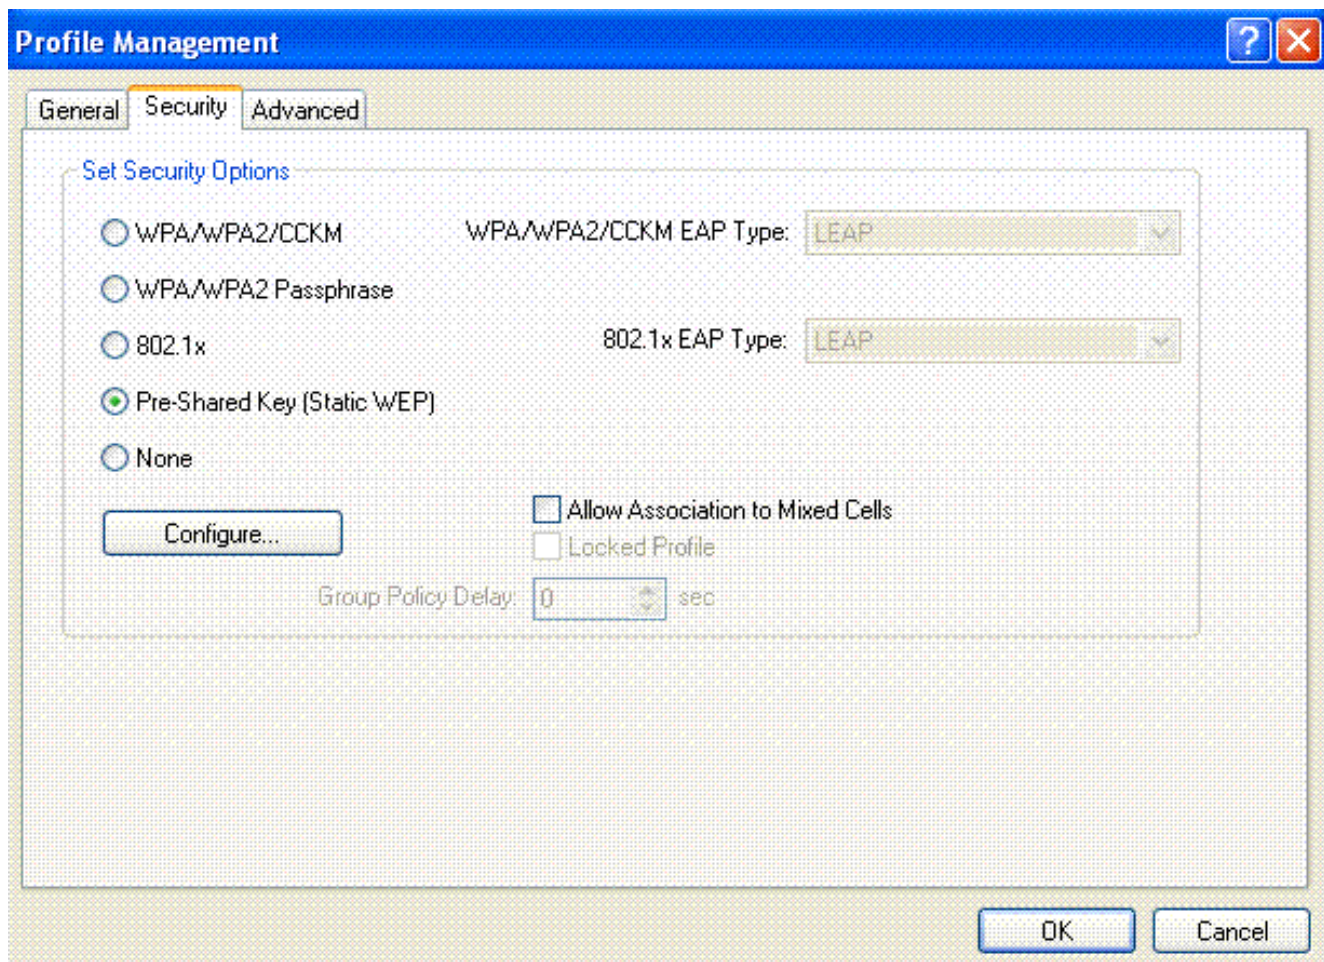 Profile Management
General Security Advanced
Set Security Options
WPA/WPA2/CCKM WPA/WPA2/CCKM EAP Type: LEAP
WPA/WPA2 Passphrase
802.1x 802.1x EAP Type: LEAP
Pre-Shared Key (Static WEP)
None
Allow Association to Mixed Cells
Configure...
Locked Profile
Group Policy Delay: 0 sec
OK Cancel